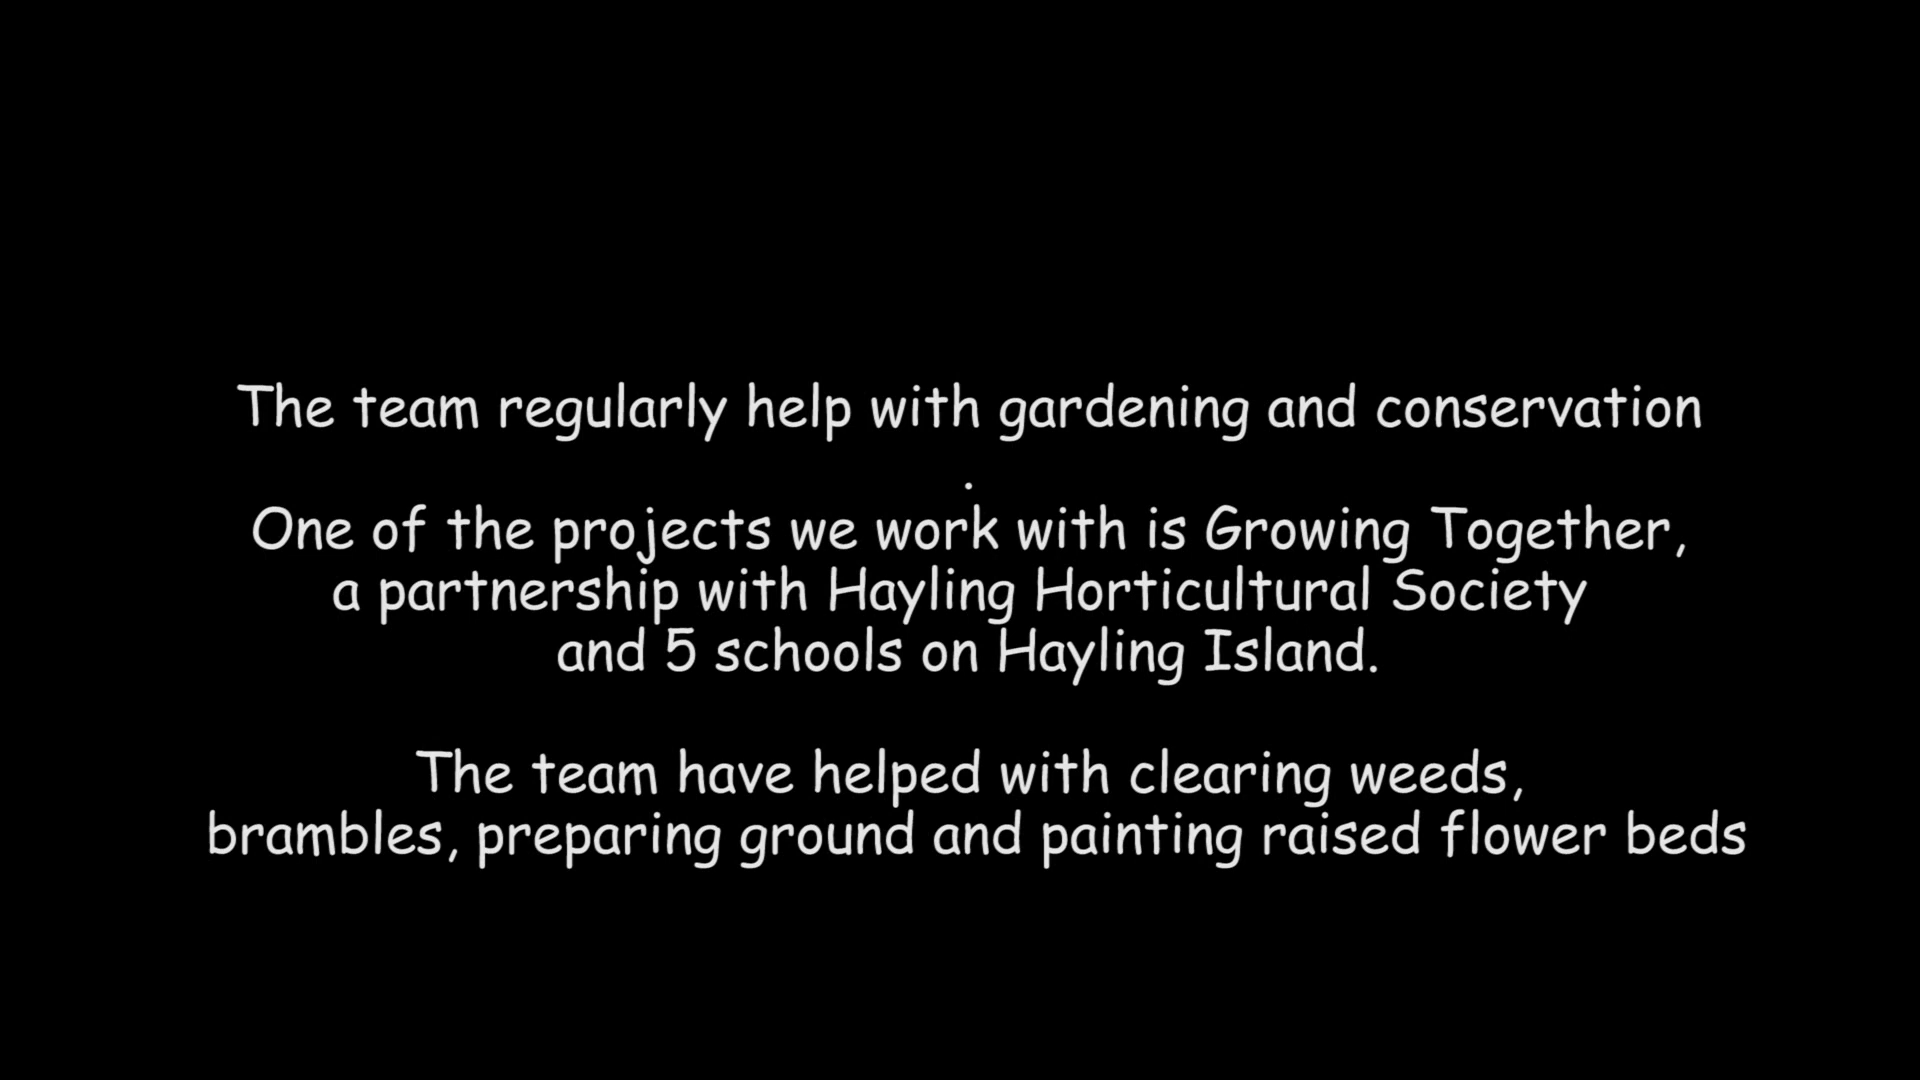 The team regularly help with gardening and conservation
.
One of the projects we work with is Growing Together,
a partnership with Hayling Horticultural Society
and 5 schools on Hayling Island.
The team have helped with clearing weeds,
brambles, preparing ground and painting raised flower beds